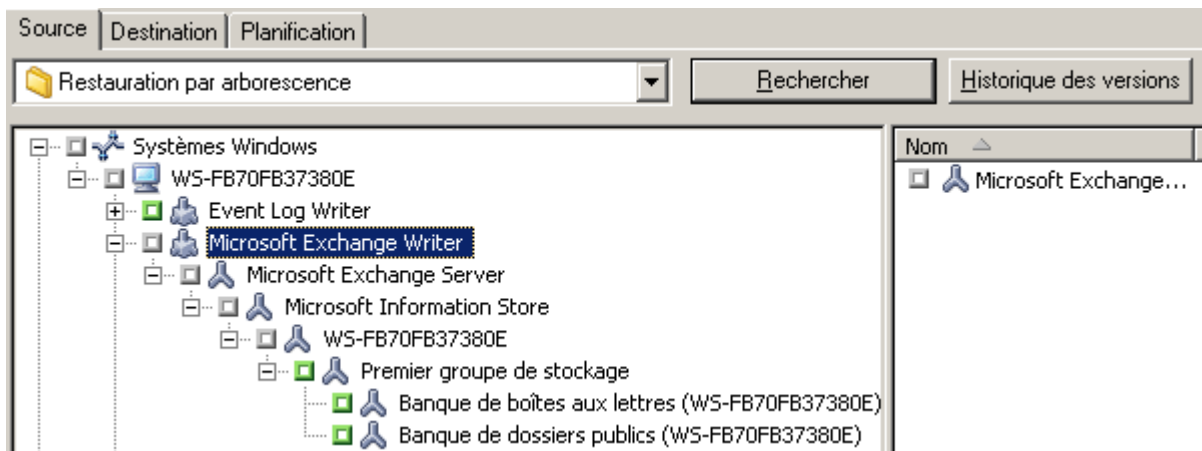 Source Destination Planification
Restauration par arborescence Rechercher Historique des versions
Systèmes Windows Nom
WS-FB70FB37380E Microsoft Exchange...
Event Log Writer
Microsoft Exchange Writer
Microsoft Exchange Server
Microsoft Information Store
WS-FB70FB37380E
Premier groupe de stockage
Banque de boîtes aux lettres (WS-FB70FB37380E)
Banque de dossiers publics (WS-FB70FB37380E)